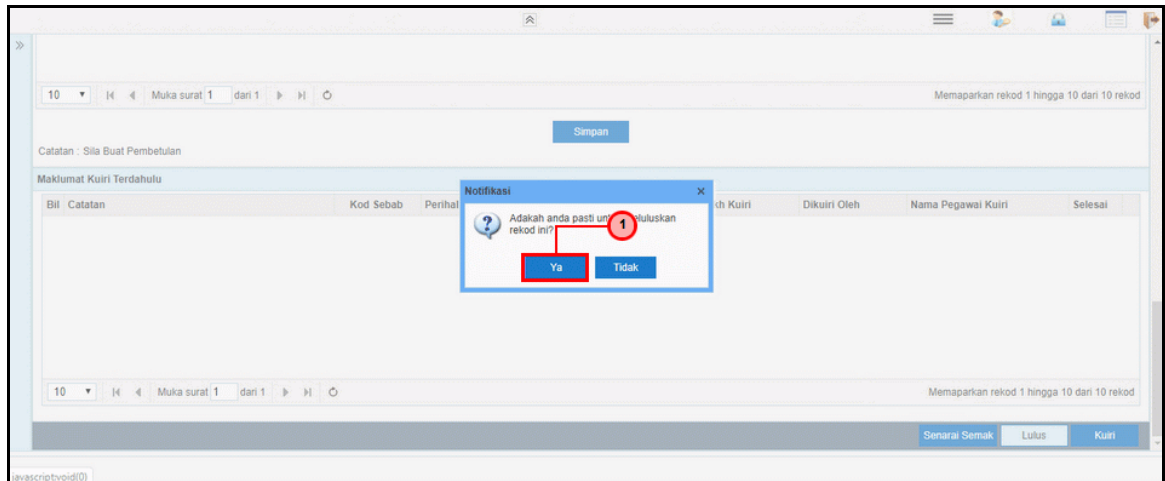 10 Muka surat 1 dari 1 Memaparkan rekod 1 hingga 10 dari 10 rekod
Simpan
Catatan : Sila Buat Pembetulan
Maklumat Kuiri Terdahulu
Bil Catatan Kod Sebab Perihal kh Kuiri Dikuiri Oleh Nama Pegawai Kuiri Selesai
Notifikasi x
Adakah anda pasti unt eluluskan
rekod ini?
1
Ya Tidak
10 Muka surat 1 dari 1 Memaparkan rekod 1 hingga 10 dari 10 rekod
Senarai Semak Lulus Kuiri
javascript:void(0)